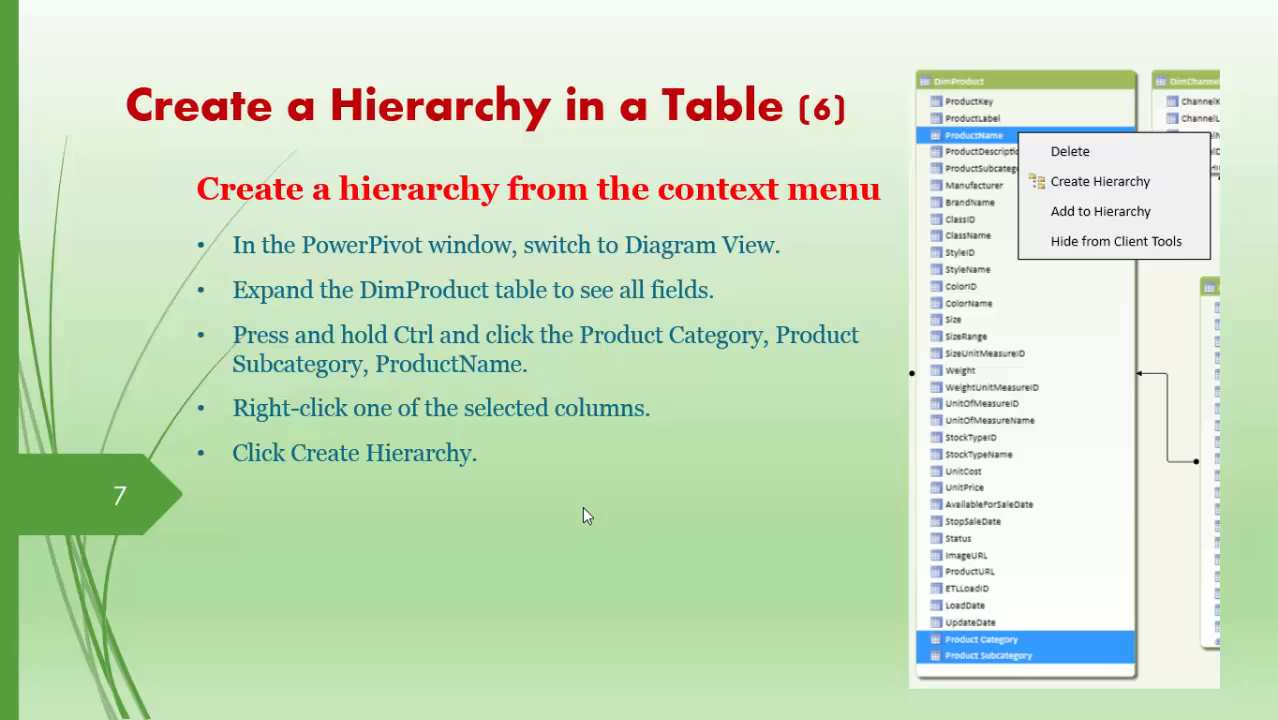 Create a Hierarchy in a Table (6)
Create a hierarchy from the context menu
• In the PowerPivot window, switch to Diagram View.
• Expand the DimProduct table to see all fields.
• Press and hold Ctrl and click the Product Category, Product
Subcategory, ProductName.
• Right-click one of the selected columns.
• Click Create Hierarchy.
7
DimProduct
ProductKey
ProductLabel
ProductName
ProductDescriptio
ProductSubcateg
Manufacturer
BrandName
ClassID
ClassName
StyleID
StyleName
ColorID
ColorName
Size
SizeRange
SizeUnitMeasureID
Weight
WeightUnitMeasureID
UnitOfMeasureID
UnitOfMeasureName
StockTypeID
StockTypeName
UnitCost
UnitPrice
AvailableForSaleDate
StopSaleDate
Status
ImageURL
ProductURL
ETLLoadID
LoadDate
UpdateDate
Product Category
Product Subcategory
Delete
Create Hierarchy
Add to Hierarchy
Hide from Client Tools
DimChannel
ChannelK
ChannelL